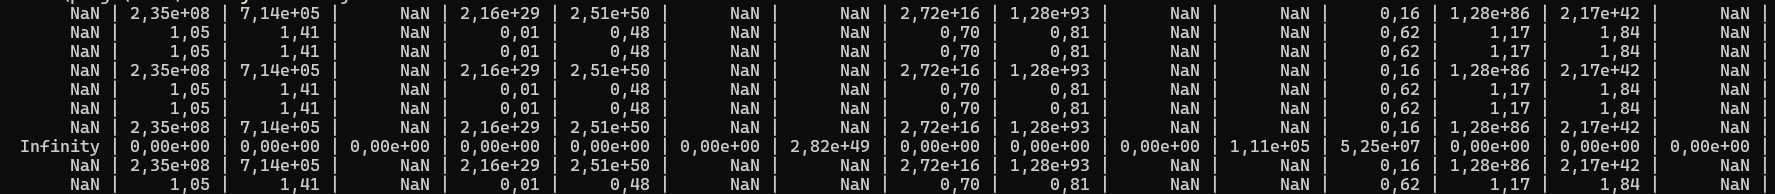 NaN | 2,35e+08 | 7,14e+05 | NaN | 2,16e+29 | 2,51e+50 | NaN | NaN | 2,72e+16 | 1,28e+93 | NaN | NaN | 0,16 | 1,28e+86 | 2,17e+42 | NaN |
NaN | 1,05 | 1,41 | NaN | 0,01 | 0,48 | NaN | NaN | 0,70 | 0,81 | NaN | NaN | 0,62 | 1,17 | 1,84 | NaN |
NaN | 1,05 | 1,41 | NaN | 0,01 | 0,48 | NaN | NaN | 0,70 | 0,81 | NaN | NaN | 0,62 | 1,17 | 1,84 | NaN |
NaN | 2,35e+08 | 7,14e+05 | NaN | 2,16e+29 | 2,51e+50 | NaN | NaN | 2,72e+16 | 1,28e+93 | NaN | NaN | 0,16 | 1,28e+86 | 2,17e+42 | NaN |
NaN | 1,05 | 1,41 | NaN | 0,01 | 0,48 | NaN | NaN | 0,70 | 0,81 | NaN | NaN | 0,62 | 1,17 | 1,84 | NaN |
NaN | 1,05 | 1,41 | NaN | 0,01 | 0,48 | NaN | NaN | 0,70 | 0,81 | NaN | NaN | 0,62 | 1,17 | 1,84 | NaN |
NaN | 2,35e+08 | 7,14e+05 | NaN | 2,16e+29 | 2,51e+50 | NaN | NaN | 2,72e+16 | 1,28e+93 | NaN | NaN | 0,16 | 1,28e+86 | 2,17e+42 | NaN |
Infinity | 0,00e+00 | 0,00e+00 | 0,00e+00 | 0,00e+00 | 0,00e+00 | 0,00e+00 | 2,82e+49 | 0,00e+00 | 0,00e+00 | 0,00e+00 | 1,11e+05 | 5,25e+07 | 0,00e+00 | 0,00e+00 | 0,00e+00 |
NaN | 2,35e+08 | 7,14e+05 | NaN | 2,16e+29 | 2,51e+50 | NaN | NaN | 2,72e+16 | 1,28e+93 | NaN | NaN | 0,16 | 1,28e+86 | 2,17e+42 | NaN |
NaN | 1,05 | 1,41 | NaN | 0,01 | 0,48 | NaN | NaN | 0,70 | 0,81 | NaN | NaN | 0,62 | 1,17 | 1,84 | NaN |